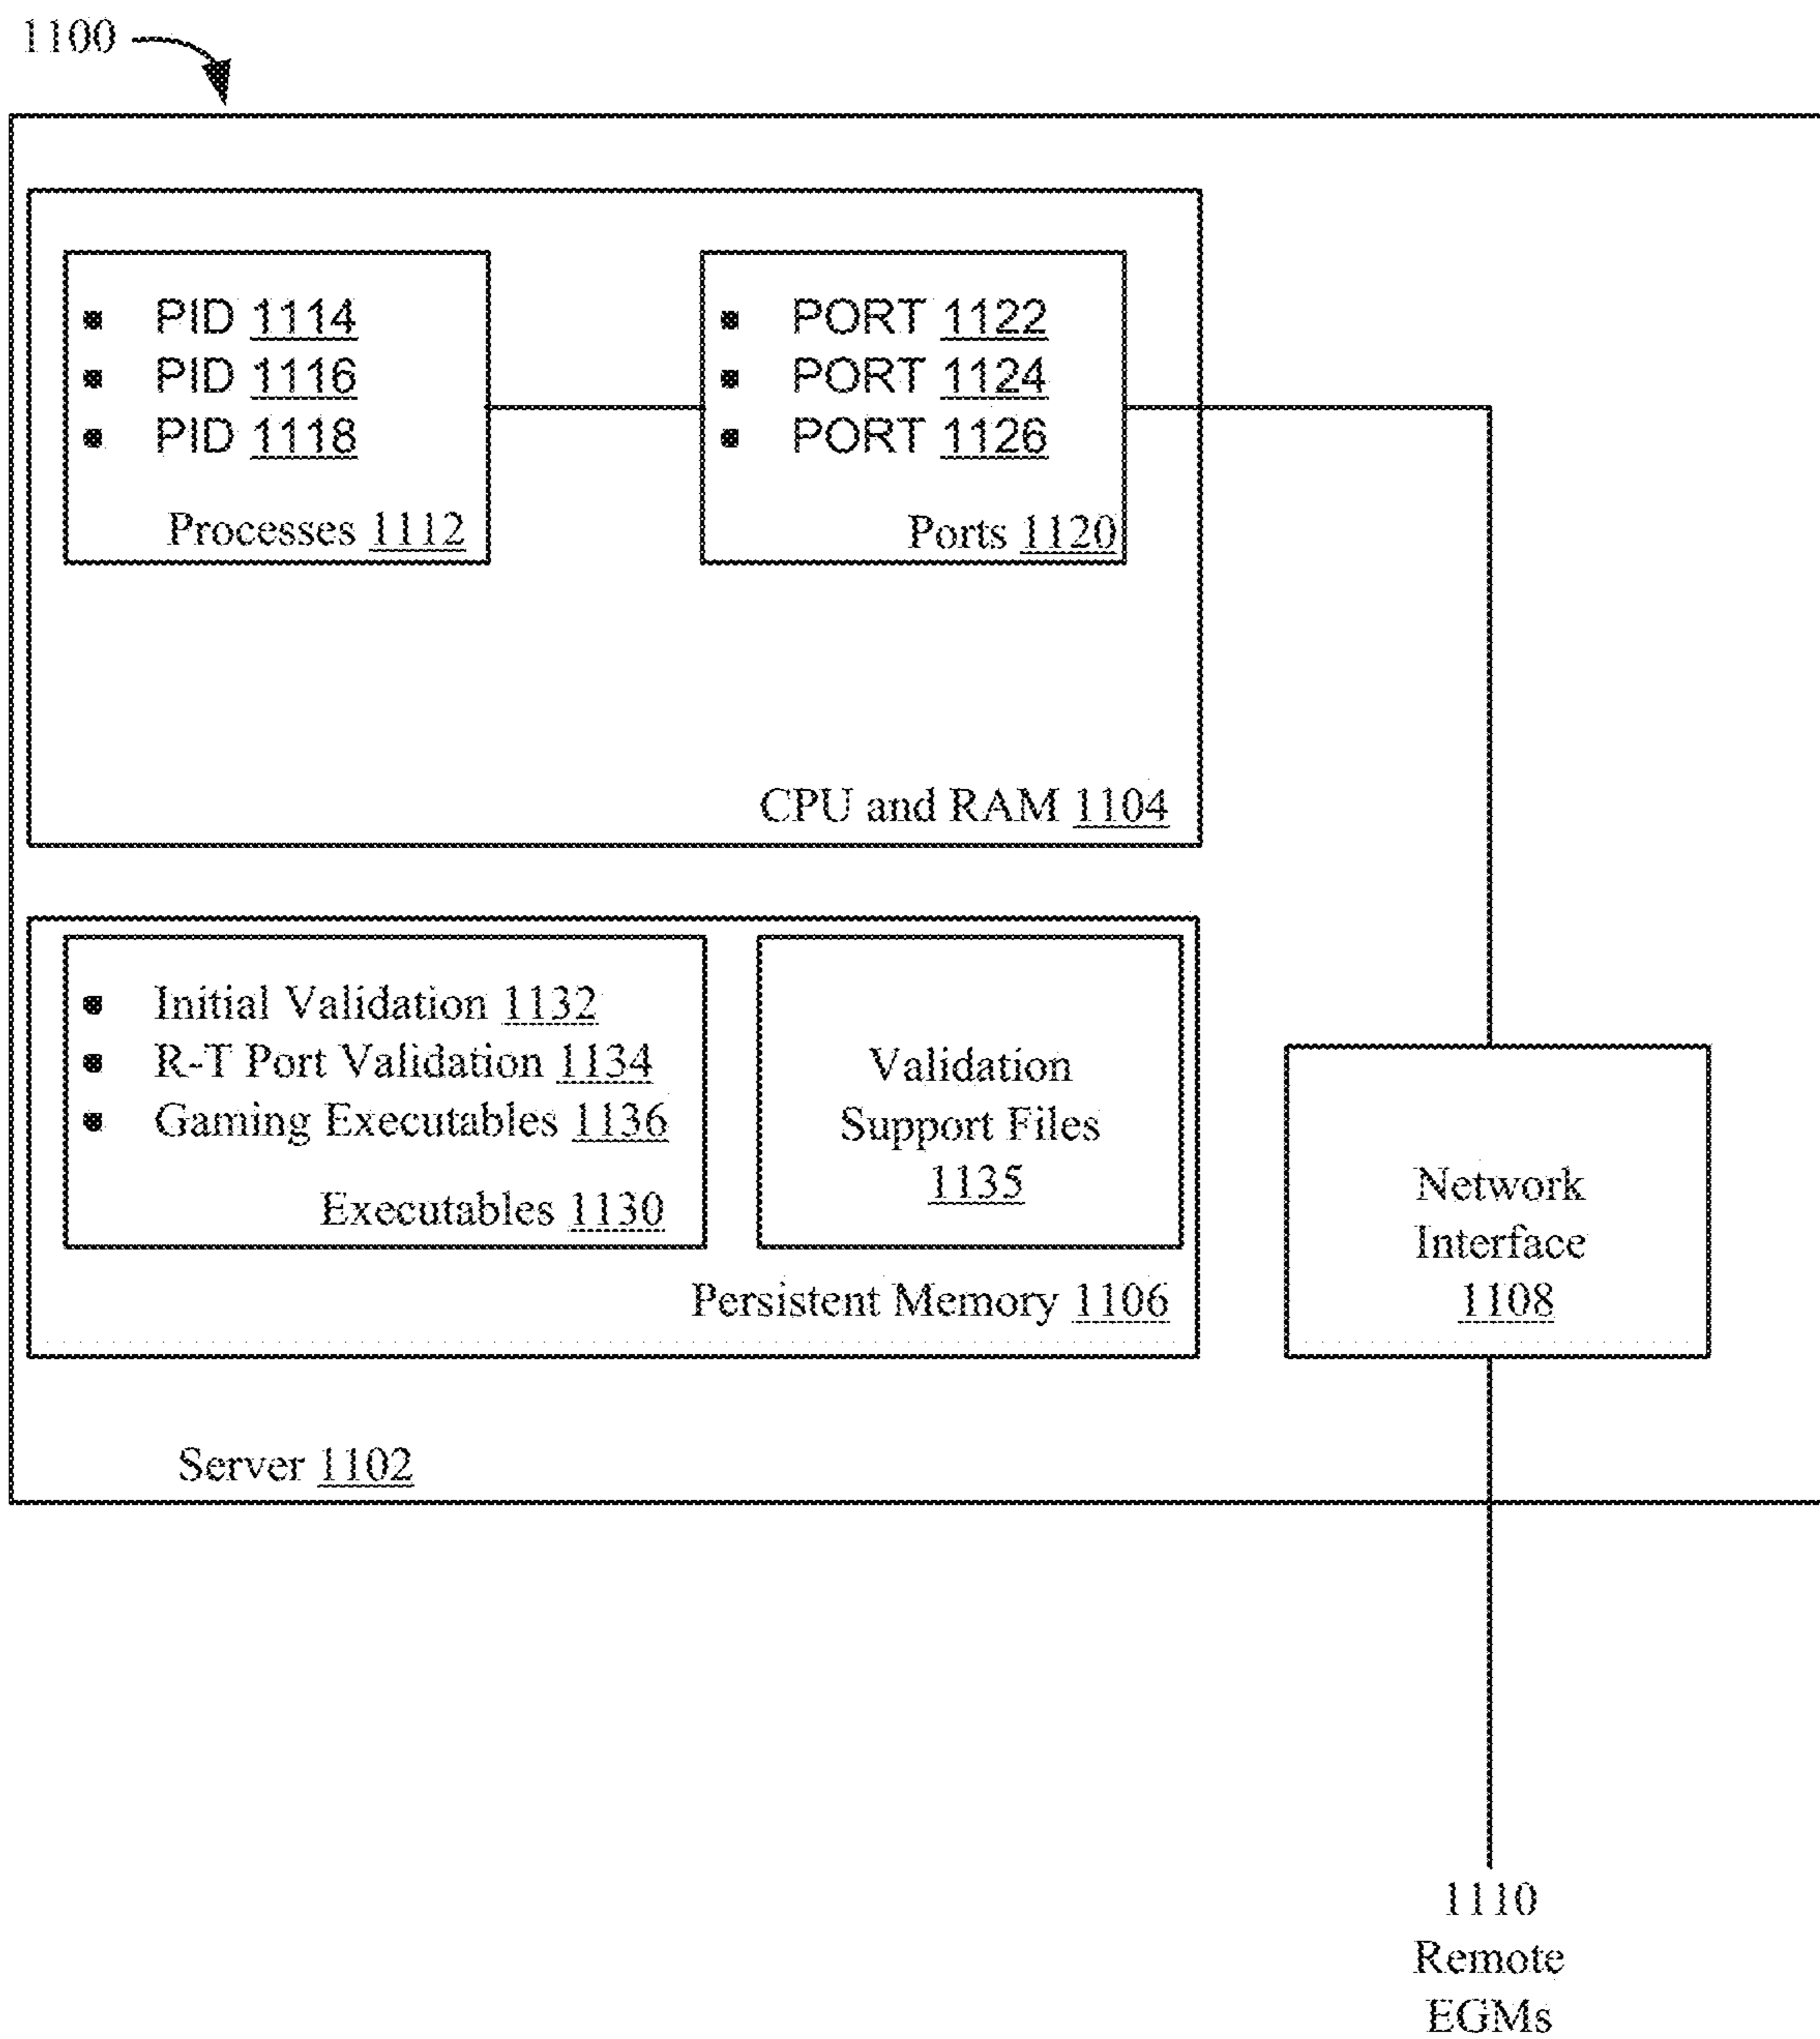 1100
PID 1114
PID 1116
PID 1118
Processes 1112
PORT 1122
PORT 1124
PORT 1126
Ports 1120
CPU and RAM 1104
Initial Validation 1132
R-T Port Validation 1134
Gaming Executables 1136
Executables 1130
Validation
Support Files
1135
Persistent Memory 1106
Network
Interface
1108
Server 1102
1110
Remote
EGMs